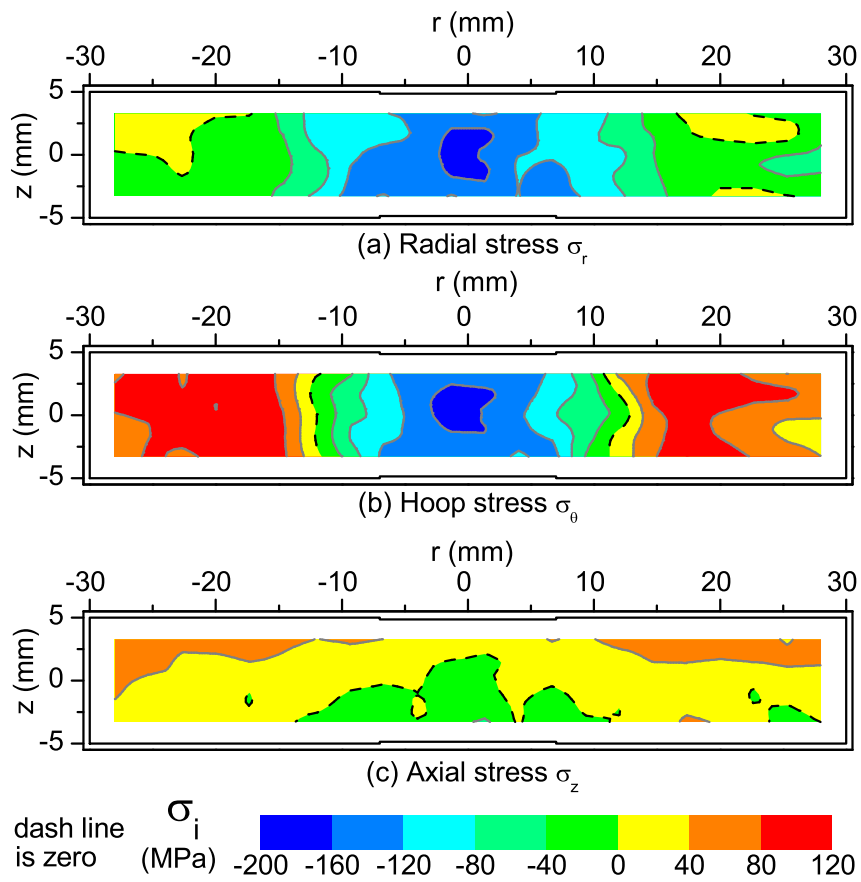 r (mm)
-30 -20 -10 0 10 20 30
5
0
-5
z (mm)
(a) Radial stress σr
r (mm)
-30 -20 -10 0 10 20 30
5
0
-5
z (mm)
(b) Hoop stress σθ
r (mm)
-30 -20 -10 0 10 20 30
5
0
-5
z (mm)
(c) Axial stress σz
dash line
is zero
σi
(MPa)
-200 -160 -120 -80 -40 0 40 80 120